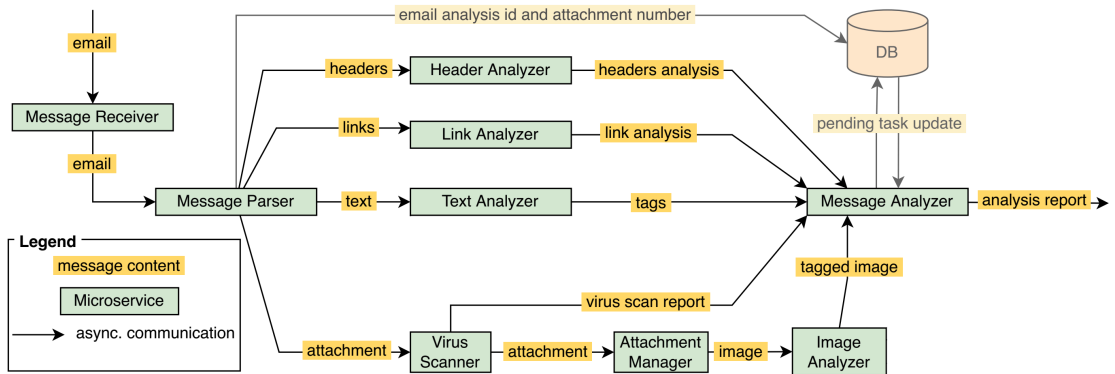 email analysis id and attachment number
email
DB
headers
Header Analyzer
headers analysis
Message Receiver
links
Link Analyzer
link analysis
pending task update
email
Message Parser
text
Text Analyzer
tags
Message Analyzer
analysis report
Legend
message content
Microservice
async. communication
tagged image
virus scan report
attachment
Virus
Scanner
attachment
Attachment
Manager
image
Image
Analyzer